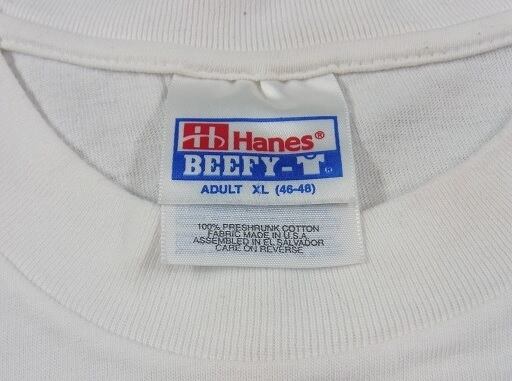 Hanes®
BEEFY-T®
ADULT XL (46-48)
100% PRESHRUNK COTTON
FABRIC MADE IN U.S.A.
ASSEMBLED IN EL SALVADOR
CARE ON REVERSE